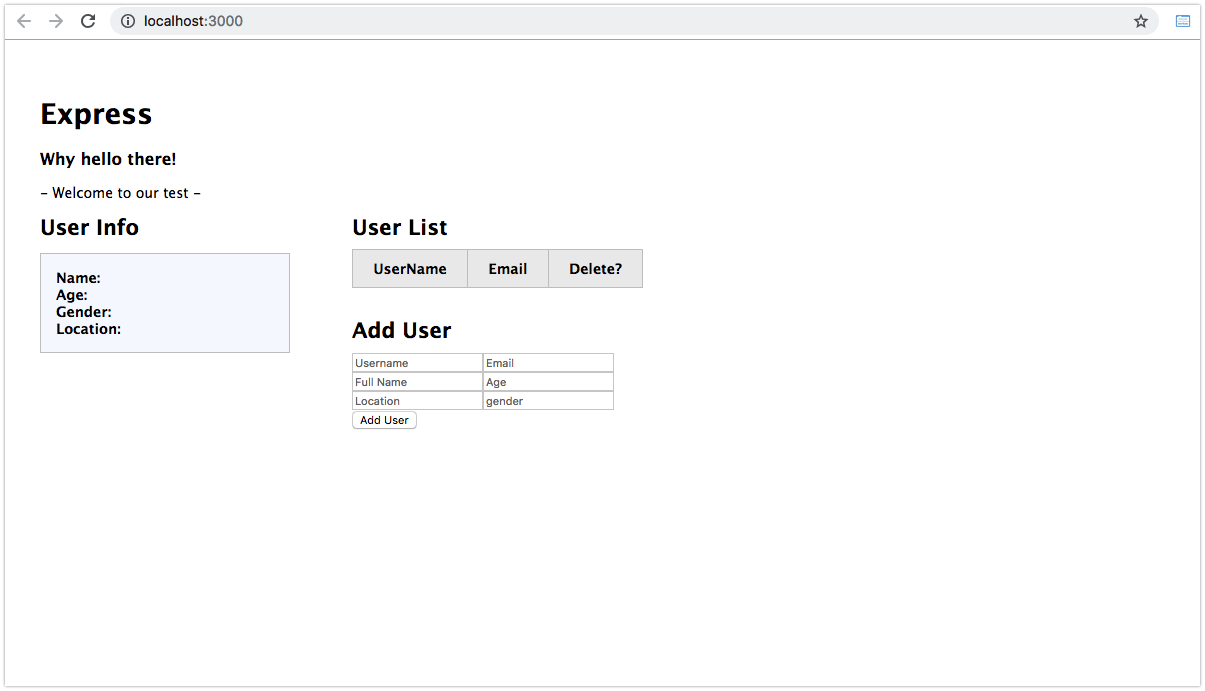 localhost:3000
Express
Why hello there!
– Welcome to our test –
User Info
Name:
Age:
Gender:
Location:
User List
UserName Email Delete?
Add User
Username Email
Full Name Age
Location gender
Add User